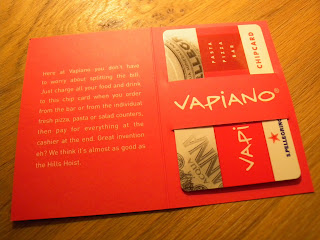 Here at Vapiano you don't have
to worry about splitting the bill.
Just charge all your food and drink
to this chip card when you order
from the bar or from the individual
fresh pizza, pasta or salad counters,
then pay for everything at the
cashier at the end. Great invention
eh? We think it's almost as good as
the Hills Hoist.
PASTA
PIZZA
BAR
CHIPCARD
VAPIANO®
VAPI
S.PELLEGRINO